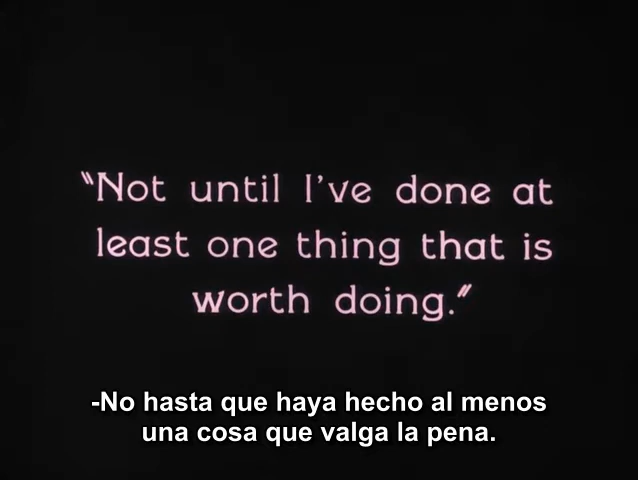 “Not until I’ve done at
least one thing that is
worth doing.”
-No hasta que haya hecho al menos
una cosa que valga la pena.